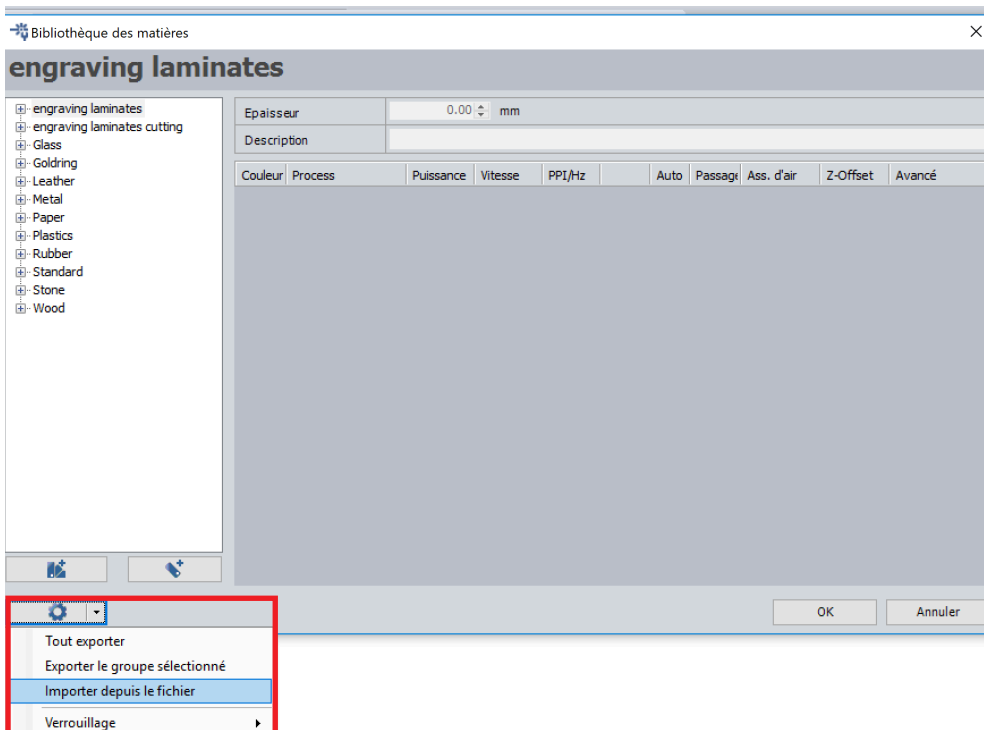 Bibliothèque des matières
engraving laminates
engraving laminates
engraving laminates cutting
Glass
Goldring
Leather
Metal
Paper
Plastics
Rubber
Standard
Stone
Wood
Epaisseur 0.00 mm
Description
Couleur Process Puissance Vitesse PPI/Hz Auto Passage Ass. d'air Z-Offset Avancé
OK Annuler
Tout exporter
Exporter le groupe sélectionné
Importer depuis le fichier
Verrouillage